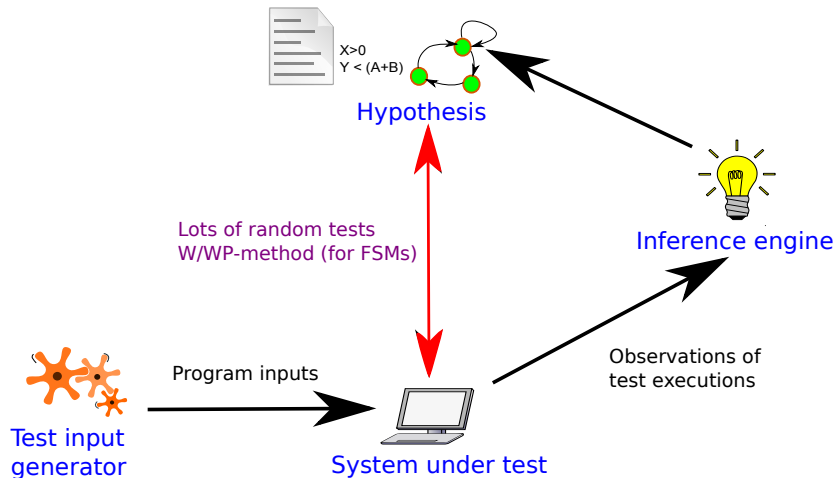 X>0
Y < (A+B)
Hypothesis
Lots of random tests
W/WP-method (for FSMs)
Inference engine
Observations of
test executions
Program inputs
Test input
generator
System under test